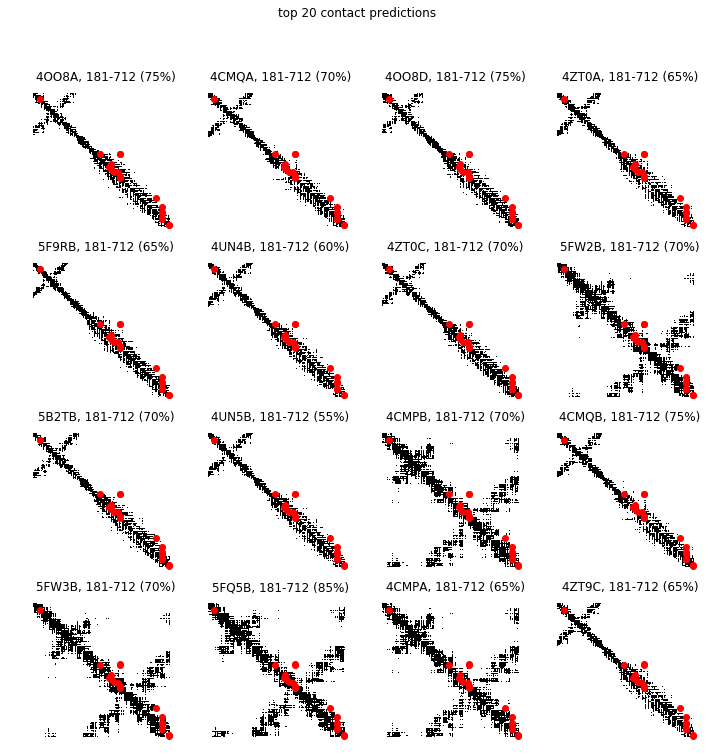 top 20 contact predictions
4OO8A, 181-712 (75%)
4CMQA, 181-712 (70%)
4OO8D, 181-712 (75%)
4ZT0A, 181-712 (65%)
5F9RB, 181-712 (65%)
4UN4B, 181-712 (60%)
4ZT0C, 181-712 (70%)
5FW2B, 181-712 (70%)
5B2TB, 181-712 (70%)
4UN5B, 181-712 (55%)
4CMPB, 181-712 (70%)
4CMQB, 181-712 (75%)
5FW3B, 181-712 (70%)
5FQ5B, 181-712 (85%)
4CMPA, 181-712 (65%)
4ZT9C, 181-712 (65%)